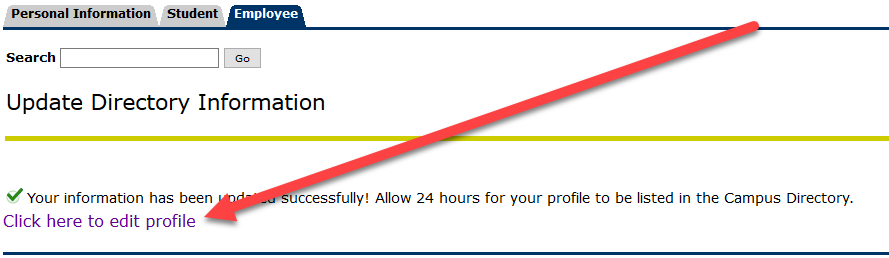 Personal Information Student Employee
Search Go
Update Directory Information
Your information has been updated successfully! Allow 24 hours for your profile to be listed in the Campus Directory.
Click here to edit profile